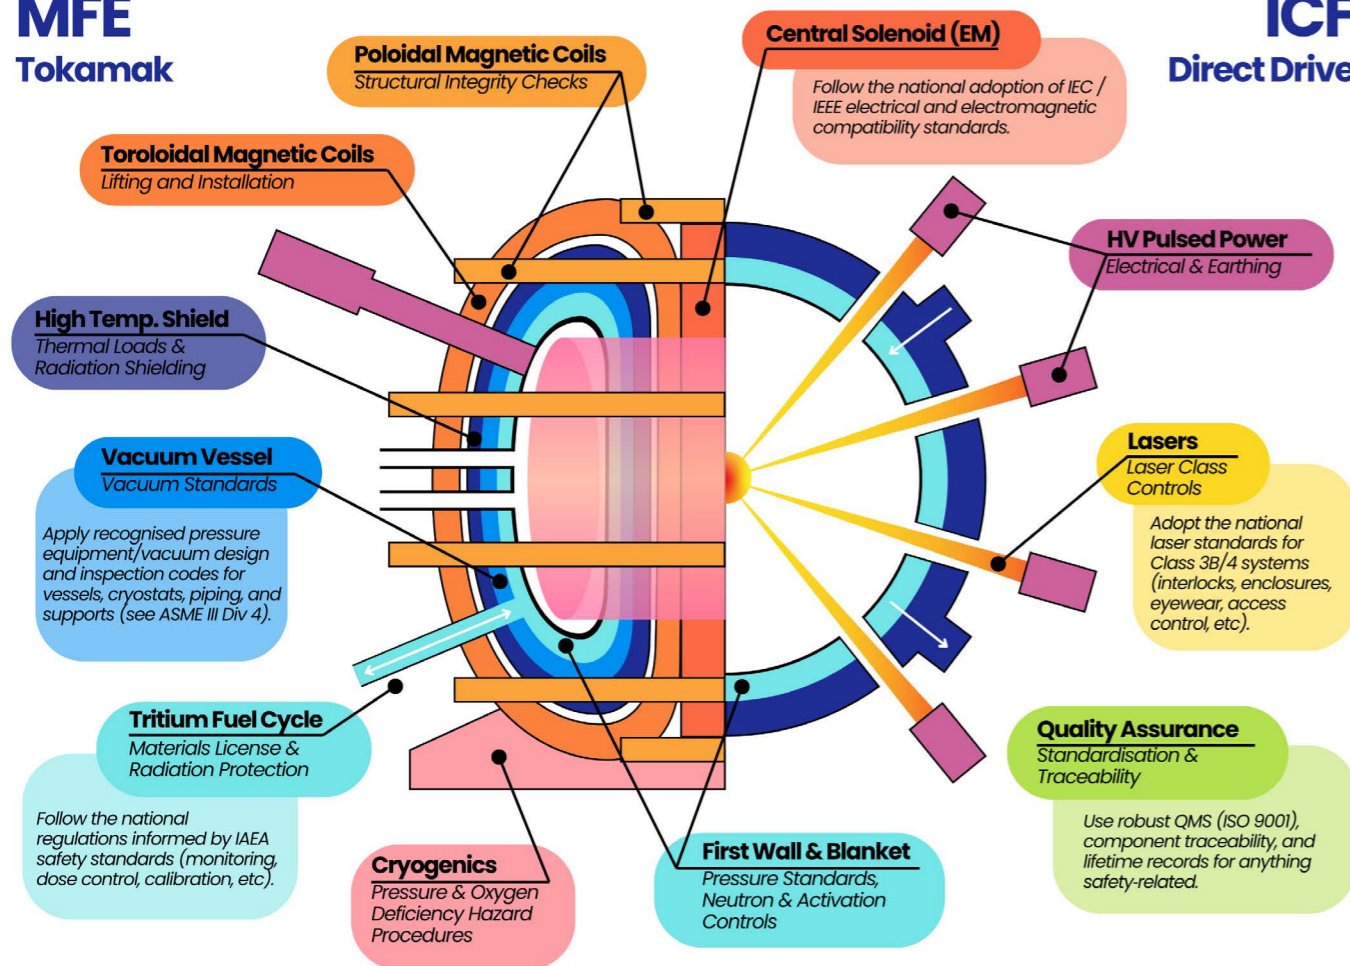 MFE
Tokamak
ICF
Direct Drive
Poloidal Magnetic Coils
Structural Integrity Checks
Central Solenoid (EM)
Follow the national adoption of IEC /
IEEE electrical and electromagnetic
compatibility standards.
Toroloidal Magnetic Coils
Lifting and Installation
HV Pulsed Power
Electrical & Earthing
High Temp. Shield
Thermal Loads &
Radiation Shielding
Vacuum Vessel
Vacuum Standards
Apply recognised pressure
equipment/vacuum design
and inspection codes for
vessels, cryostats, piping, and
supports (see ASME III Div 4).
Lasers
Laser Class
Controls
Adopt the national
laser standards for
Class 3B/4 systems
(interlocks, enclosures,
eyewear, access
control, etc).
Tritium Fuel Cycle
Materials License &
Radiation Protection
Follow the national
regulations informed by IAEA
safety standards (monitoring,
dose control, calibration, etc).
Quality Assurance
Standardisation &
Traceability
Use robust QMS (ISO 9001),
component traceability, and
lifetime records for anything
safety-related.
Cryogenics
Pressure & Oxygen
Deficiency Hazard
Procedures
First Wall & Blanket
Pressure Standards,
Neutron & Activation
Controls